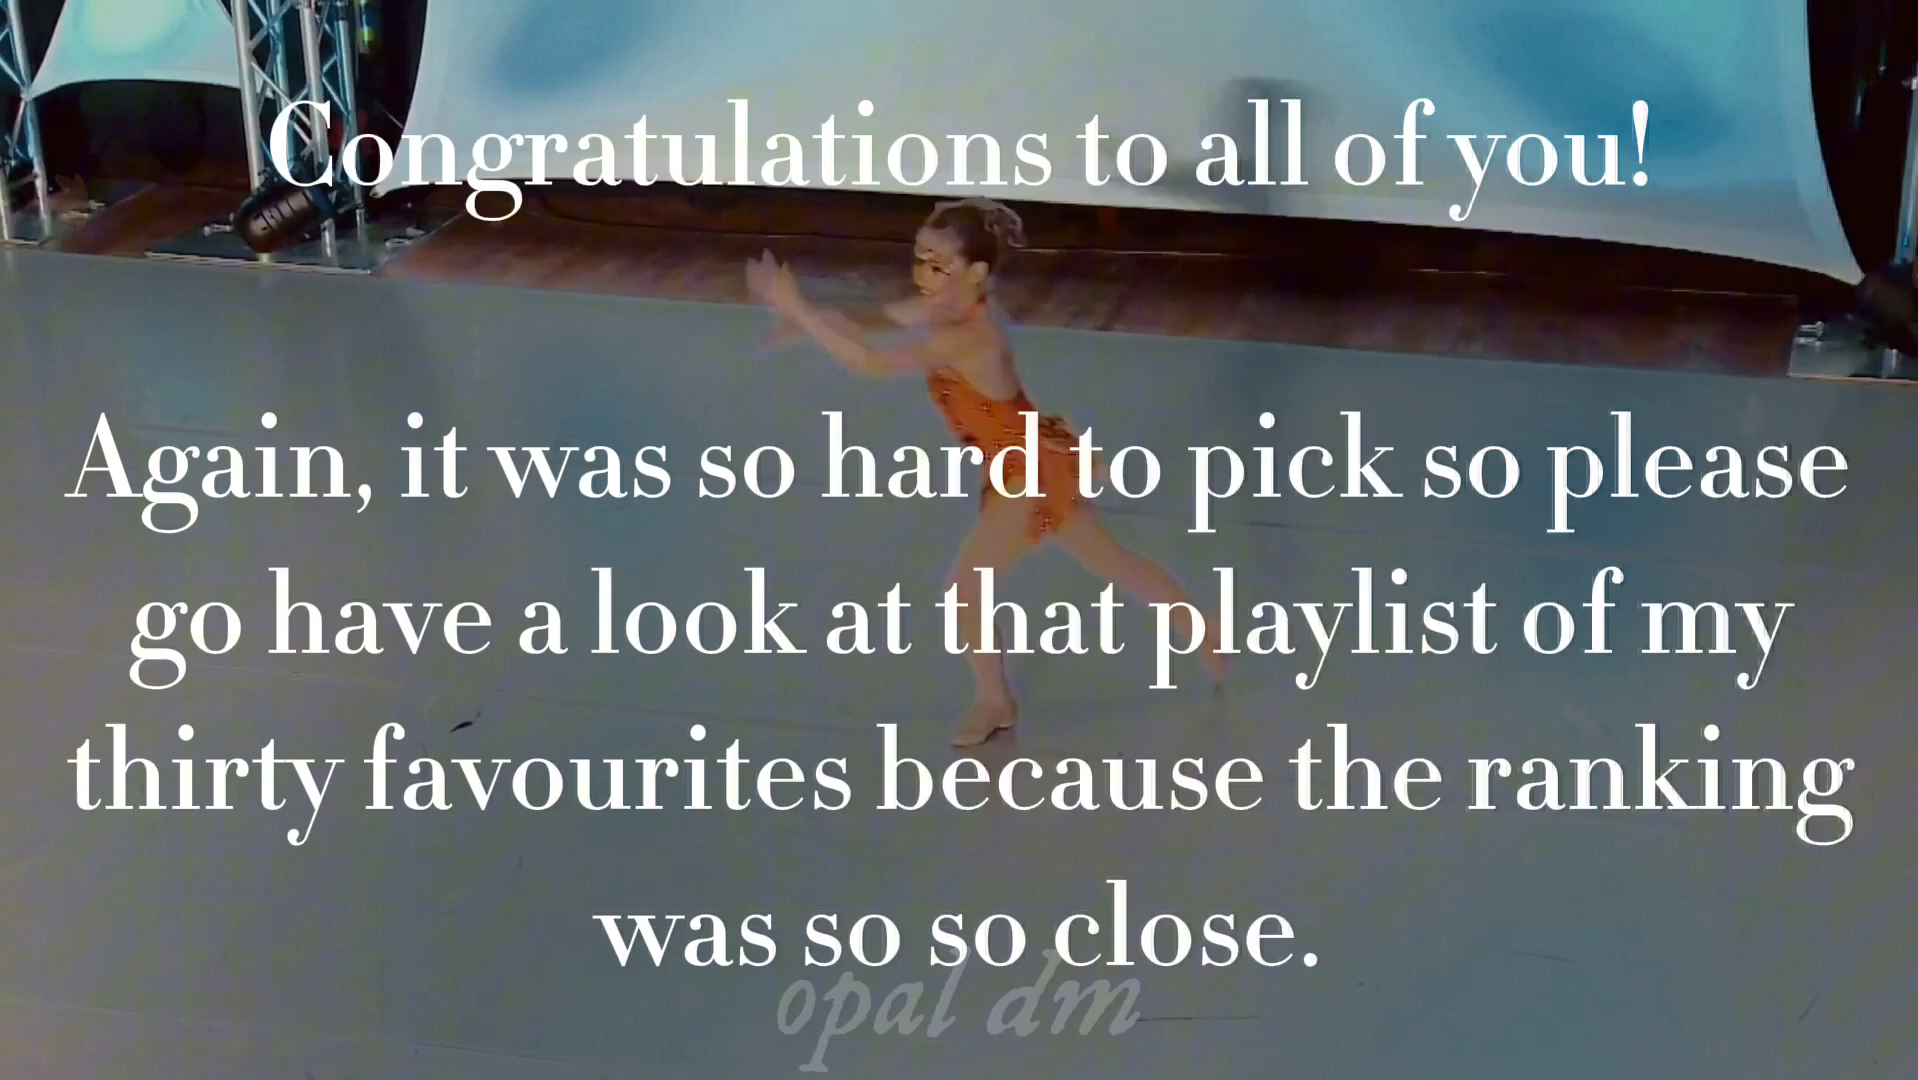 Congratulations to all of you!
Again, it was so hard to pick so please
go have a look at that playlist of my
thirty favourites because the ranking
was so so close.
opal dm